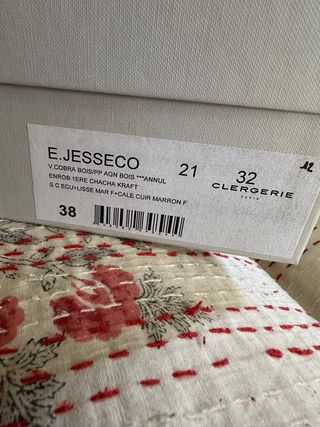 E.JESSECO 21 32
V COBRA BOIS/PP AGN BOIS ***ANNUL
ENROB 1ERE CHACHA KRAFT
S C ECU+LISSE MAR F+CALE CUIR MARRON F
CLERGERIE
PARIS
38